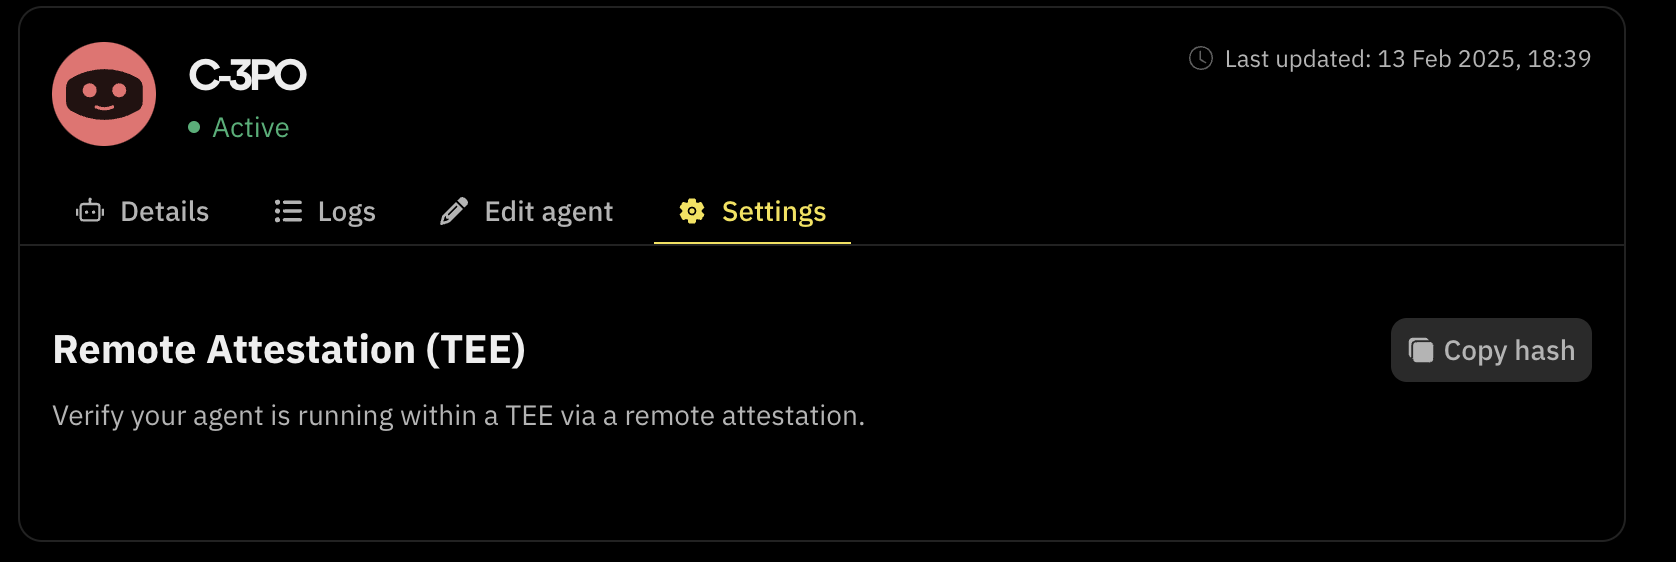 C-3PO
Last updated: 13 Feb 2025, 18:39
Active
Details
Logs
Edit agent
Settings
Remote Attestation (TEE)
Copy hash
Verify your agent is running within a TEE via a remote attestation.